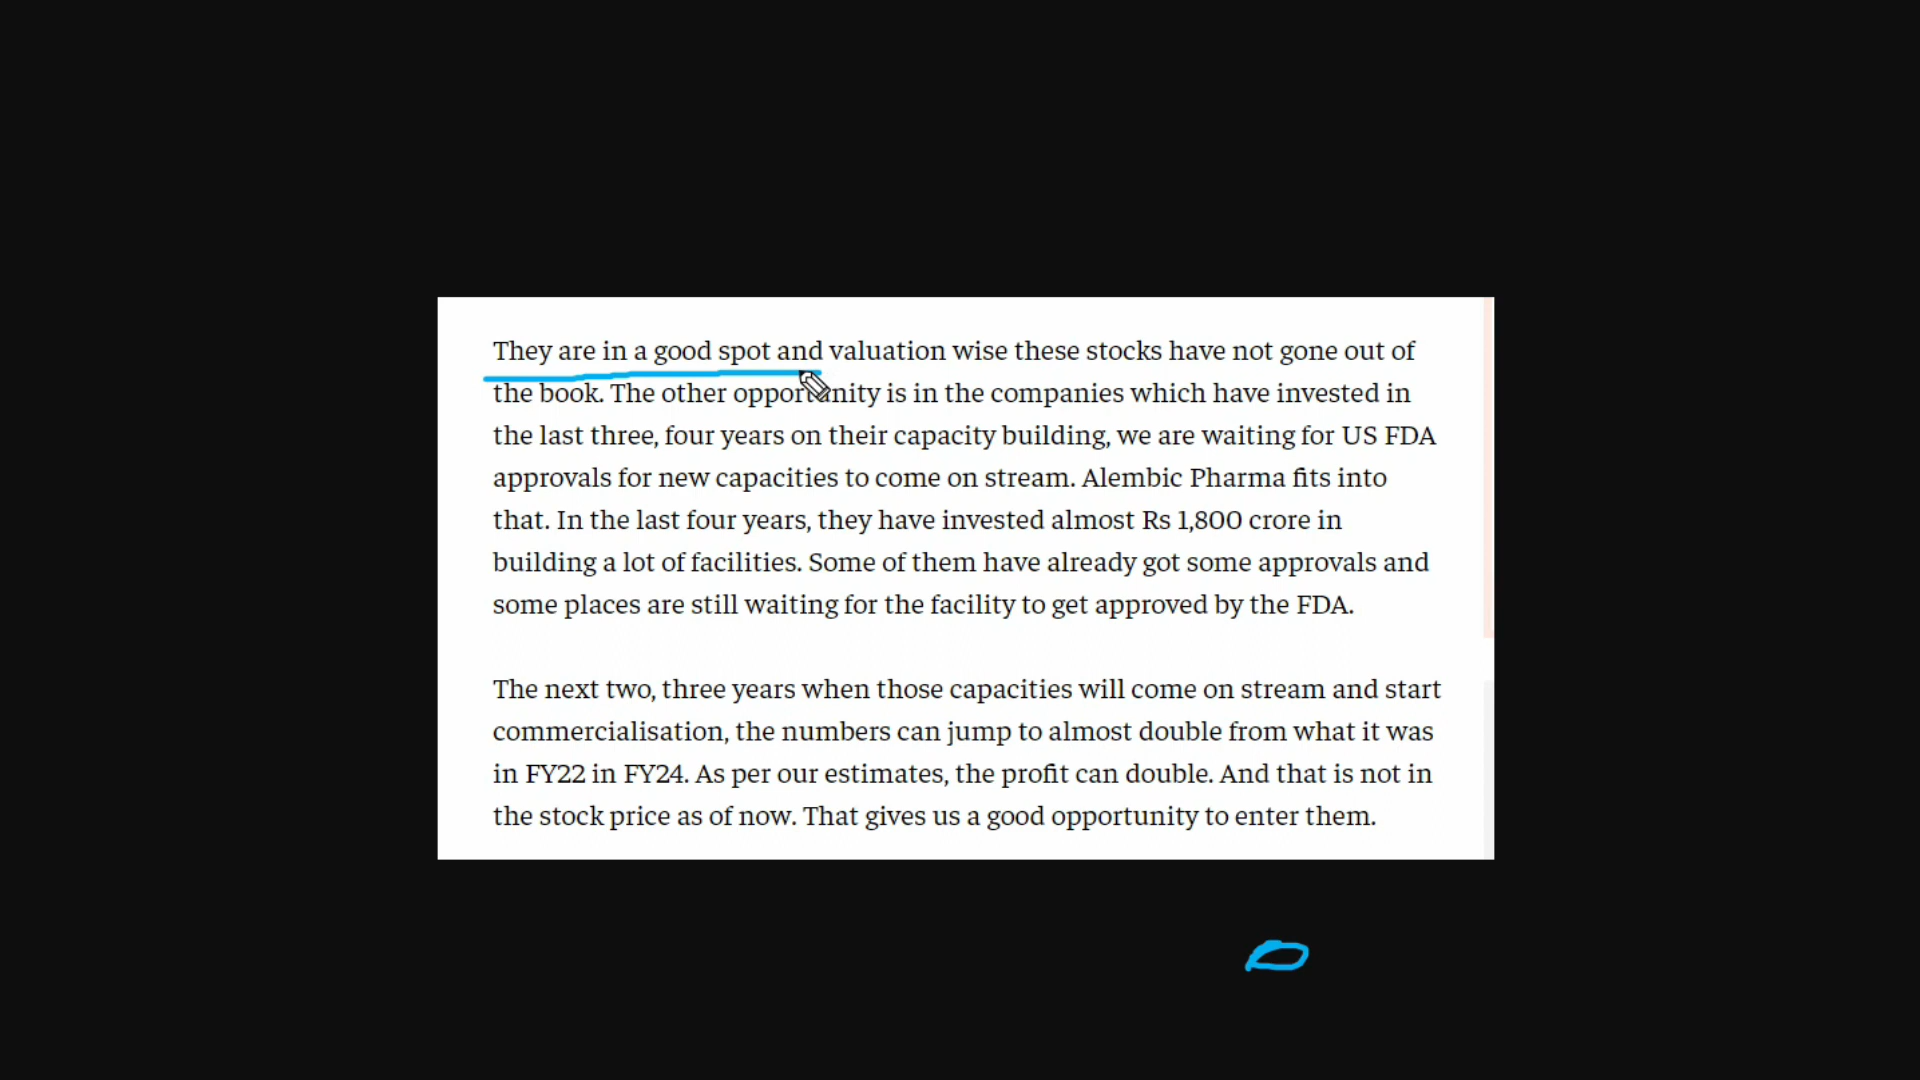 They are in a good spot and valuation wise these stocks have not gone out of
the book. The other opportunity is in the companies which have invested in
the last three, four years on their capacity building, we are waiting for US FDA
approvals for new capacities to come on stream. Alembic Pharma fits into
that. In the last four years, they have invested almost Rs 1,800 crore in
building a lot of facilities. Some of them have already got some approvals and
some places are still waiting for the facility to get approved by the FDA.
The next two, three years when those capacities will come on stream and start
commercialisation, the numbers can jump to almost double from what it was
in FY22 in FY24. As per our estimates, the profit can double. And that is not in
the stock price as of now. That gives us a good opportunity to enter them.